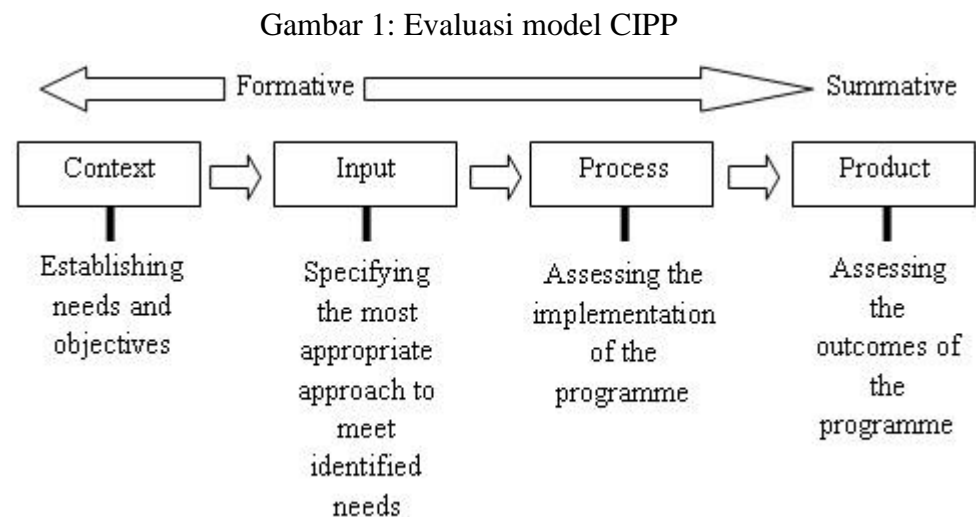 Gambar 1: Evaluasi model CIPP
Formative
Summative
Context
Input
Process
Product
Establishing
needs and
objectives
Specifying
the most
appropriate
approach to
meet
identified
needs
Assessing the
implementation
of the
programme
Assessing
the
outcomes of
the
programme